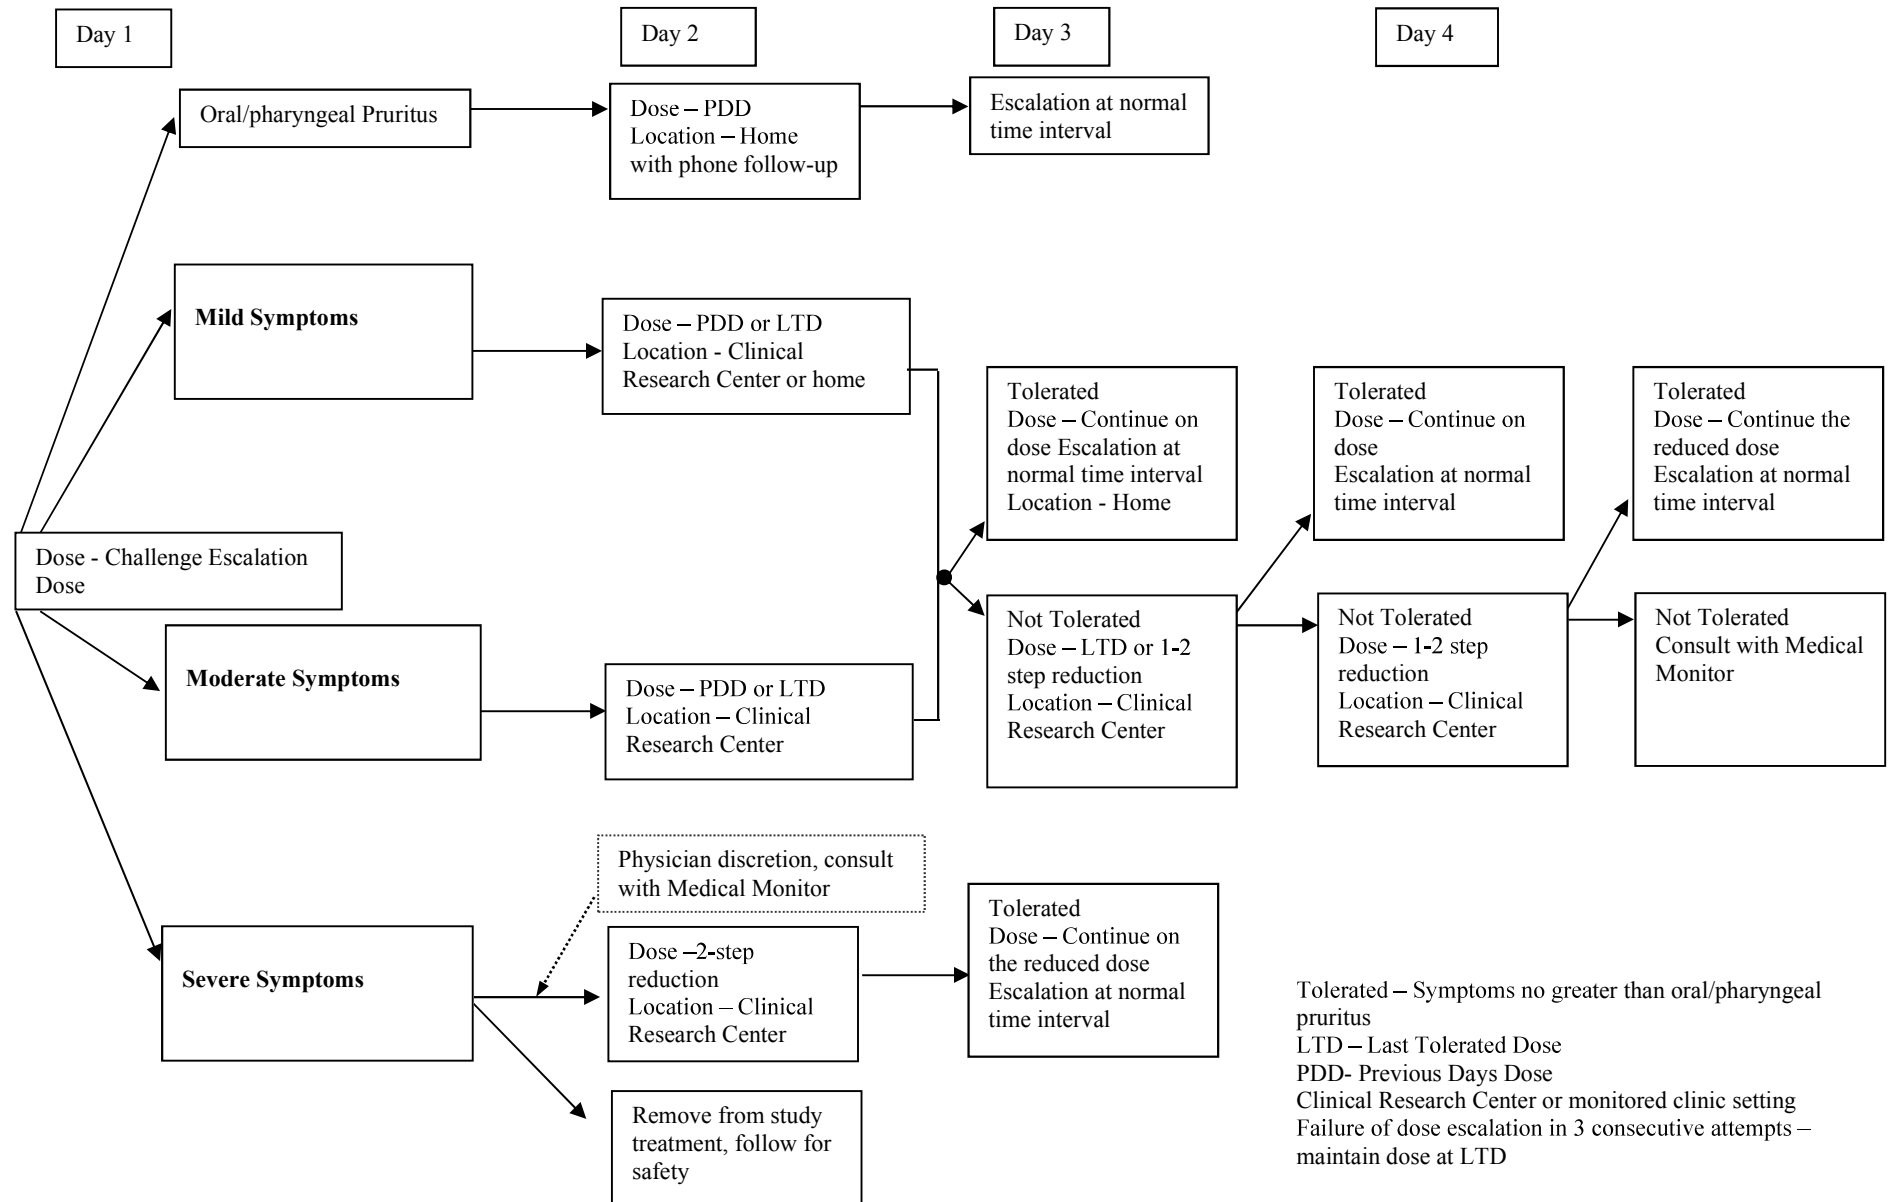 Day 1
Day 2
Day 3
Day 4
Oral/pharyngeal Pruritus
Dose – PDD
Location – Home
with phone follow-up
Escalation at normal
time interval
Mild Symptoms
Dose – PDD or LTD
Location - Clinical
Research Center or home
Tolerated
Dose – Continue on
dose Escalation at
normal time interval
Location - Home
Tolerated
Dose – Continue on
dose
Escalation at normal
time interval
Tolerated
Dose – Continue the
reduced dose
Escalation at normal
time interval
Dose - Challenge Escalation
Dose
Moderate Symptoms
Dose – PDD or LTD
Location – Clinical
Research Center
Not Tolerated
Dose – LTD or 1-2
step reduction
Location – Clinical
Research Center
Not Tolerated
Dose – 1-2 step
reduction
Location – Clinical
Research Center
Not Tolerated
Consult with Medical
Monitor
Physician discretion, consult
with Medical Monitor
Severe Symptoms
Dose –2-step
reduction
Location – Clinical
Research Center
Tolerated
Dose – Continue on
the reduced dose
Escalation at normal
time interval
Remove from study
treatment, follow for
safety
Tolerated – Symptoms no greater than oral/pharyngeal
pruritus
LTD – Last Tolerated Dose
PDD- Previous Days Dose
Clinical Research Center or monitored clinic setting
Failure of dose escalation in 3 consecutive attempts –
maintain dose at LTD